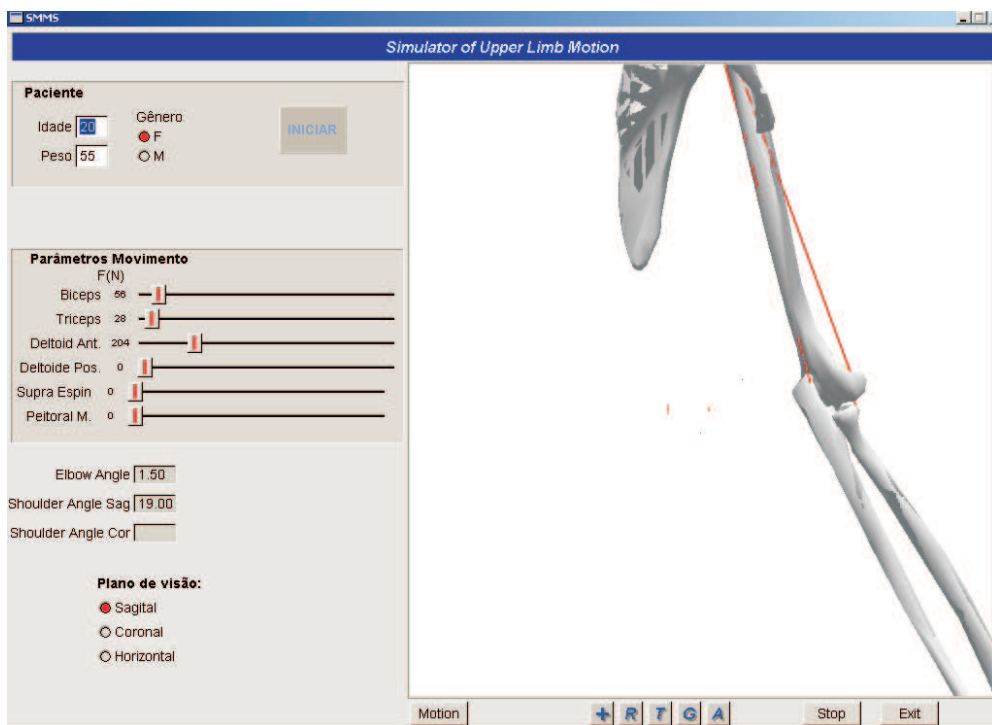 SMMS
Simulator of Upper Limb Motion
Paciente
Idade 20
Gênero
F
Peso 55
M
INICIAR
Parâmetros Movimento
F(N)
Biceps 56
Triceps 28
Deltoid Ant. 204
Deltoide Pos. 0
Supra Espin 0
Peitoral M. 0
Elbow Angle 1.50
Shoulder Angle Sag 19.00
Shoulder Angle Cor
Plano de visão:
Sagital
Coronal
Horizontal
Motion + R T G A Stop Exit